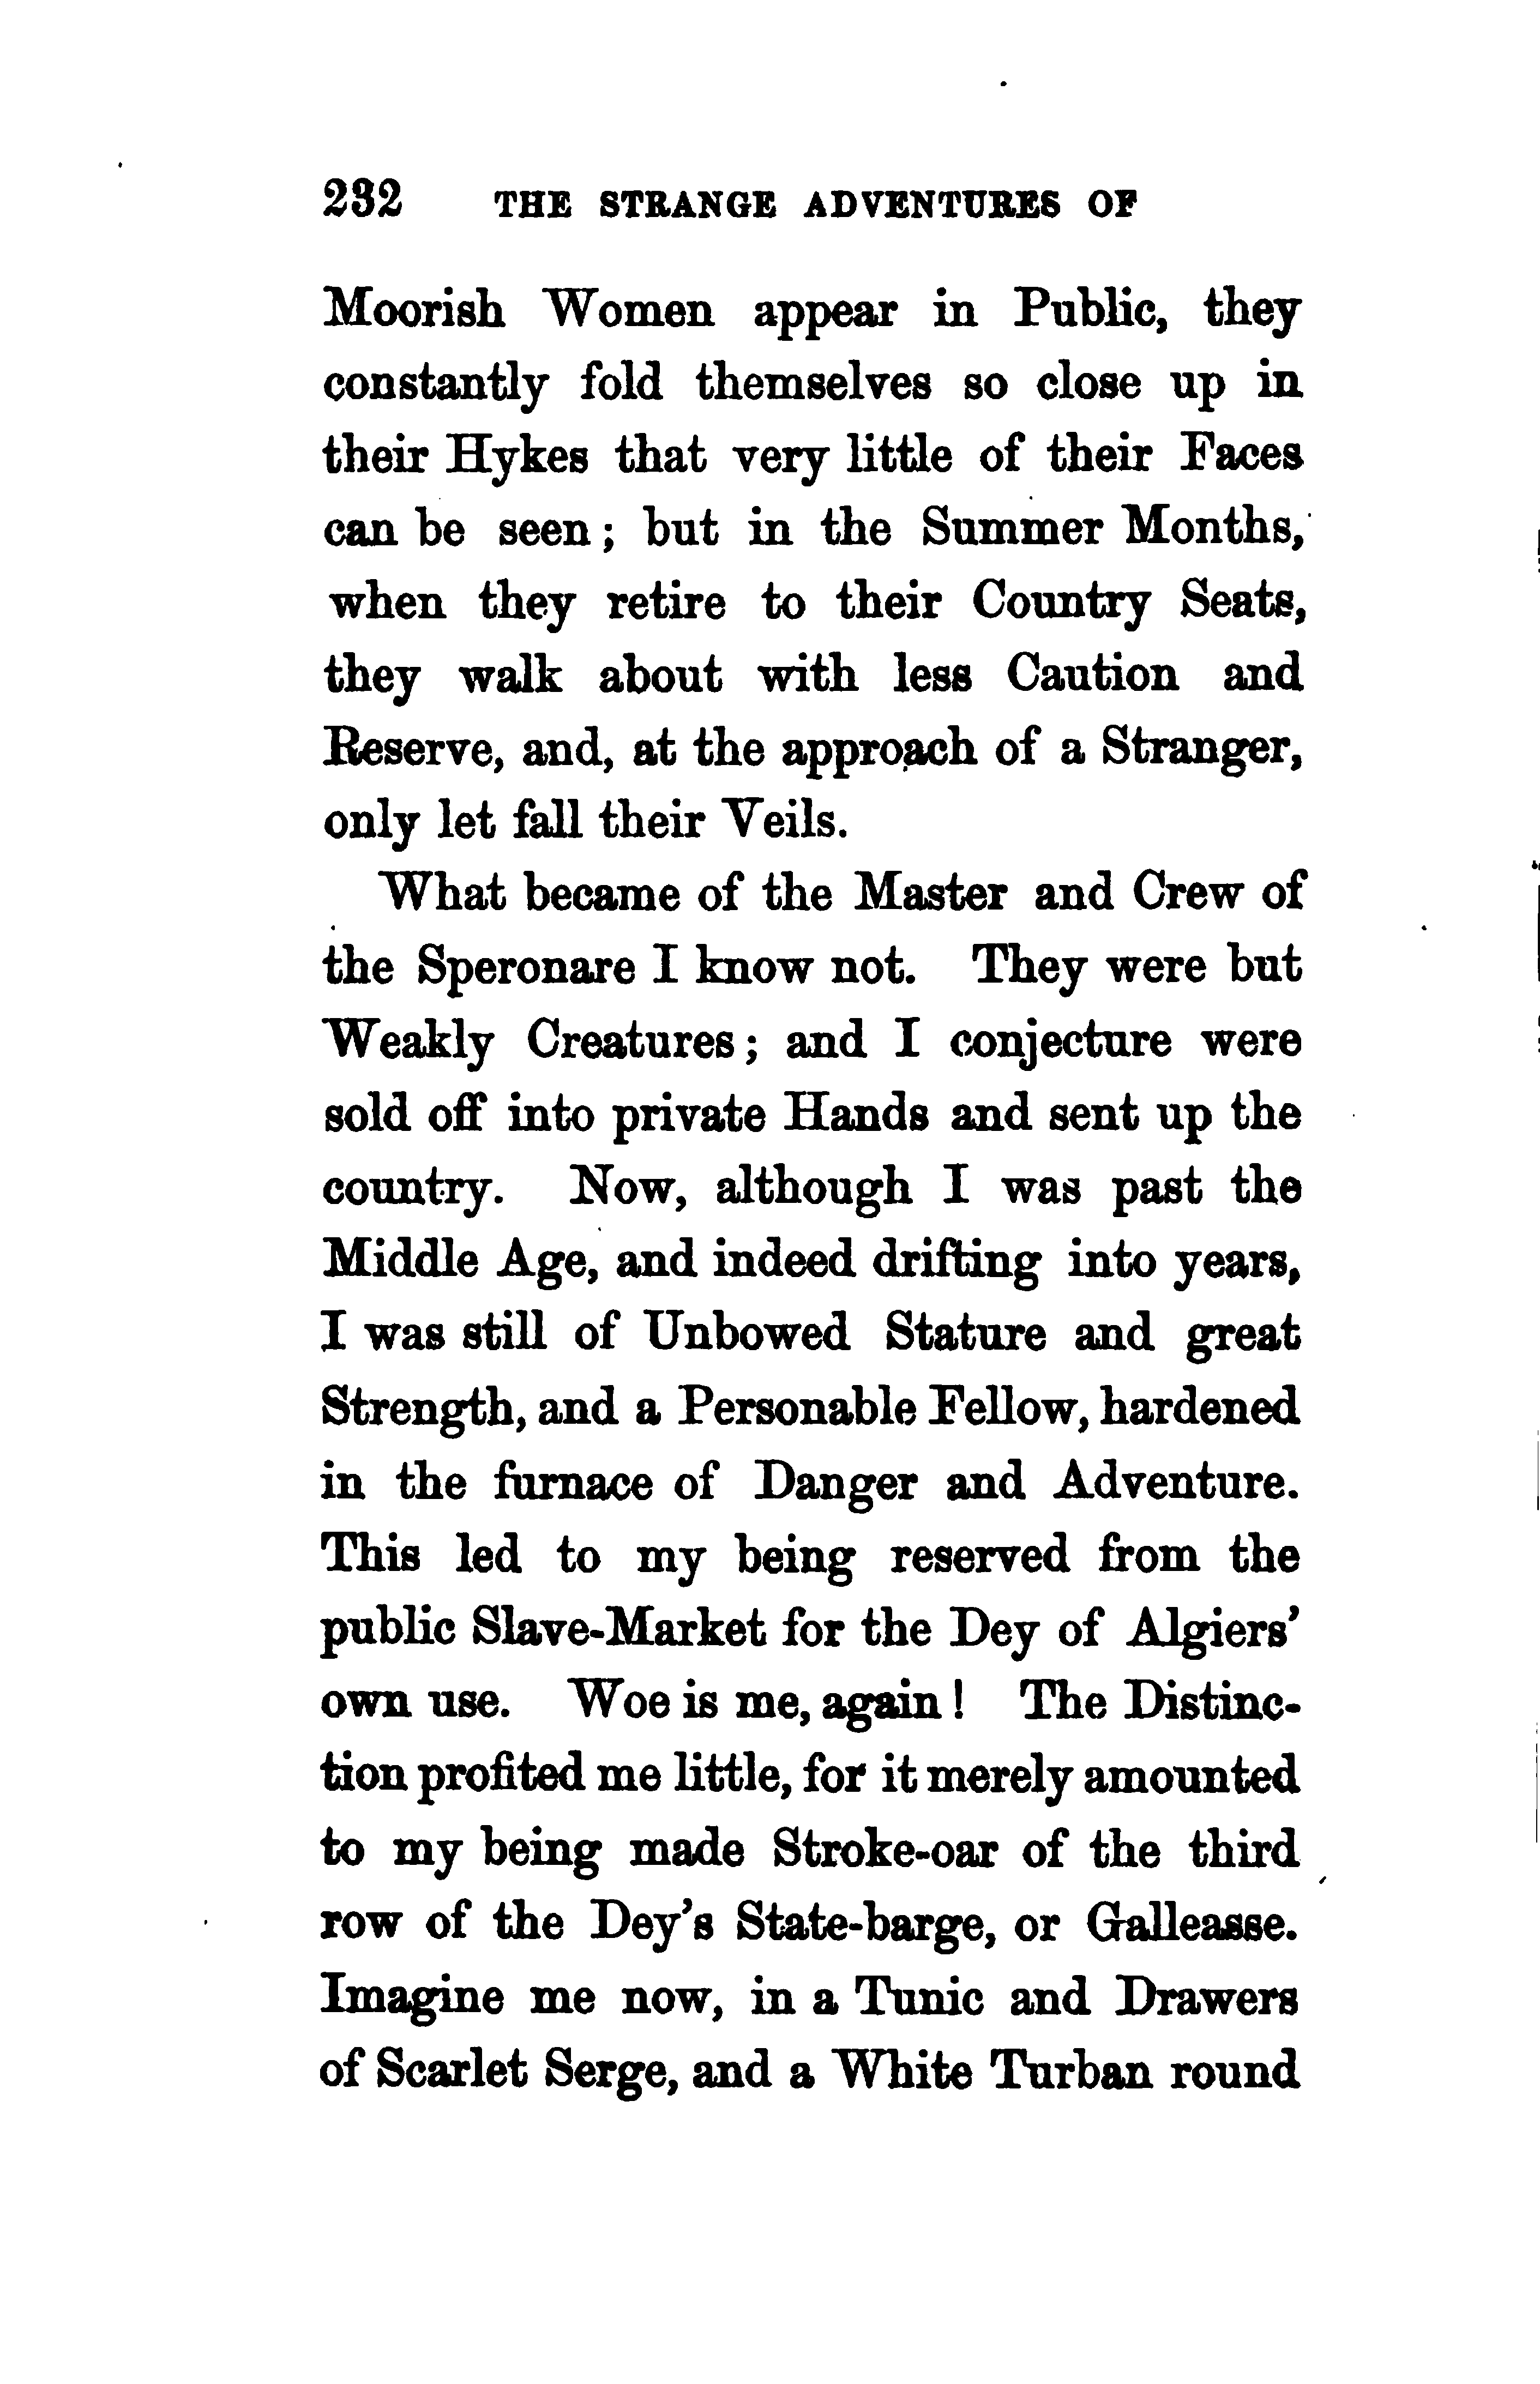 232 THE STRANGE ADVENTURES OF
Moorish Women appear in Public, they
constantly fold themselves so close up in
their Hykes that very little of their Faces
can be seen; but in the Summer Months,
when they retire to their Country Seats,
they walk about with less Caution and
Reserve, and, at the approach of a Stranger,
only let fall their Veils.
What became of the Master and Crew of
the Speronare I know not. They were but
Weakly Creatures; and I conjecture were
sold off into private Hands and sent up the
country. Now, although I was past the
Middle Age, and indeed drifting into years,
I was still of Unbowed Stature and great
Strength, and a Personable Fellow, hardened
in the furnace of Danger and Adventure.
This led to my being reserved from the
public Slave-Market for the Dey of Algiers'
own use. Woe is me, again! The Distinc-
tion profited me little, for it merely amounted
to my being made Stroke-oar of the third
row of the Dey's State-barge, or Galleasse.
Imagine me now, in a Tunic and Drawers
of Scarlet Serge, and a White Turban round